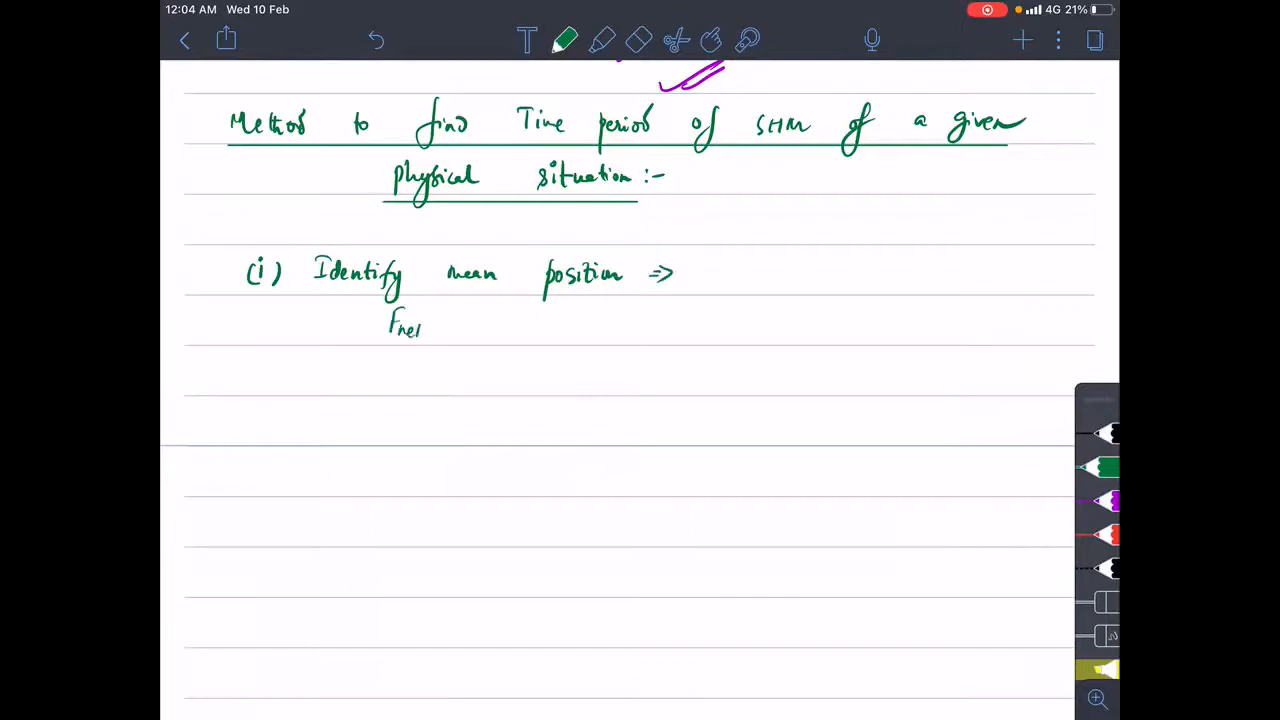 12:04 AM Wed 10 Feb
4G 21%
Method to find Time period of SHM of a given
physical situation :-
(i) Identify mean position ⇒
Fnet